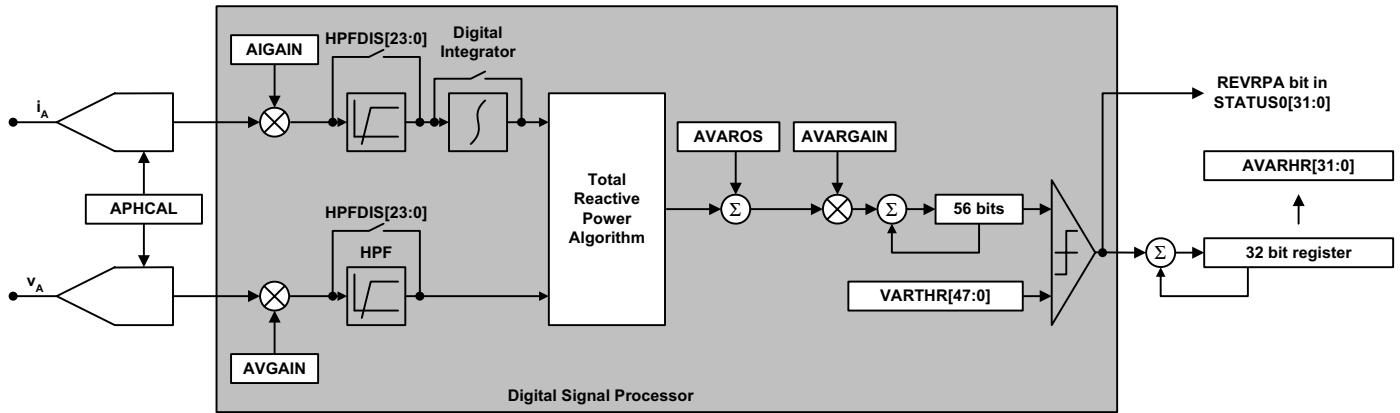 HPFDIS[23:0]
Digital
Integrator
AIGAIN
REVRPA bit in
STATUS0[31:0]
iA
AVAROS
AVARGAIN
AVARHR[31:0]
APHCAL
Total
Reactive
Power
Algorithm
Σ
Σ
56 bits
HPFDIS[23:0]
HPF
Σ
32 bit register
vA
VARTHR[47:0]
AVGAIN
Digital Signal Processor